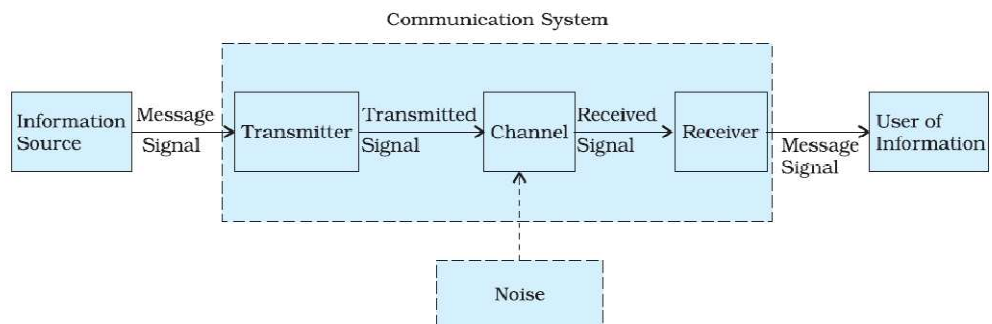 Communication System
Information
Source
Message
Signal
Transmitter
Transmitted
Signal
Channel
Received
Signal
Receiver
Message
Signal
User of
Information
Noise